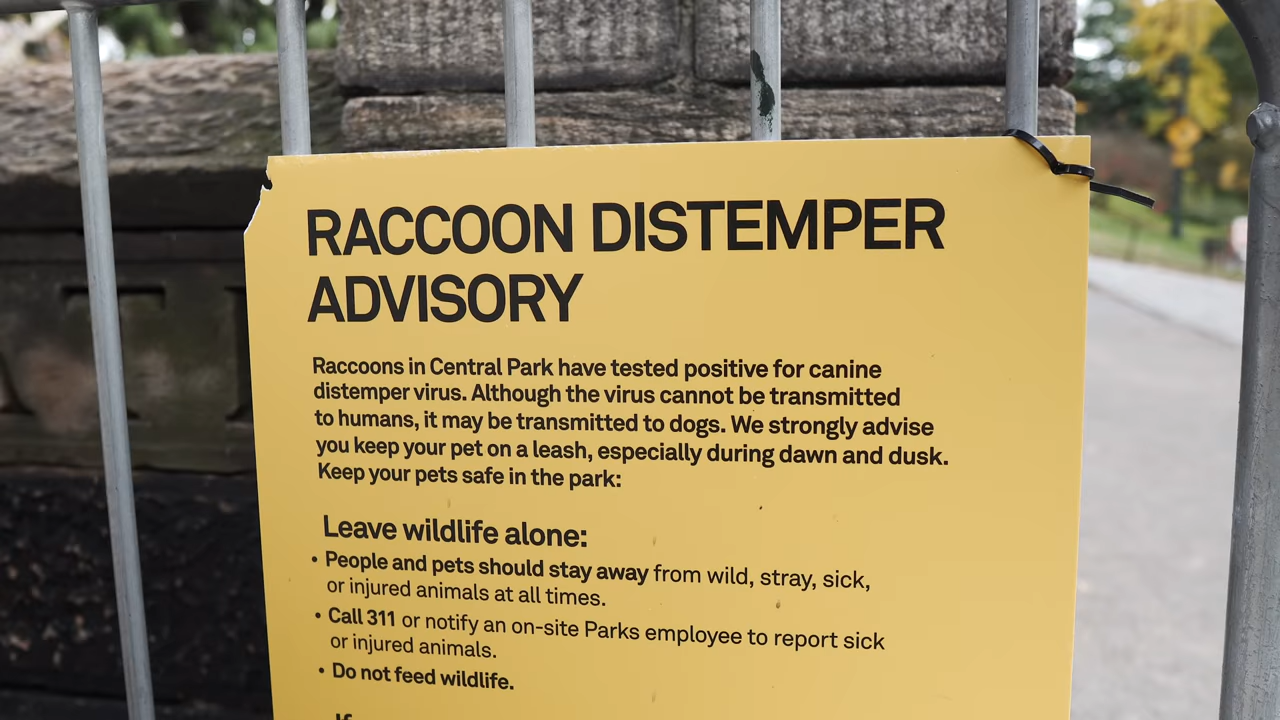 RACCOON DISTEMPER
ADVISORY
Raccoons in Central Park have tested positive for canine
distemper virus. Although the virus cannot be transmitted
to humans, it may be transmitted to dogs. We strongly advise
you keep your pet on a leash, especially during dawn and dusk.
Keep your pets safe in the park:
Leave wildlife alone:
• People and pets should stay away from wild, stray, sick,
or injured animals at all times.
• Call 311 or notify an on-site Parks employee to report sick
or injured animals.
• Do not feed wildlife.